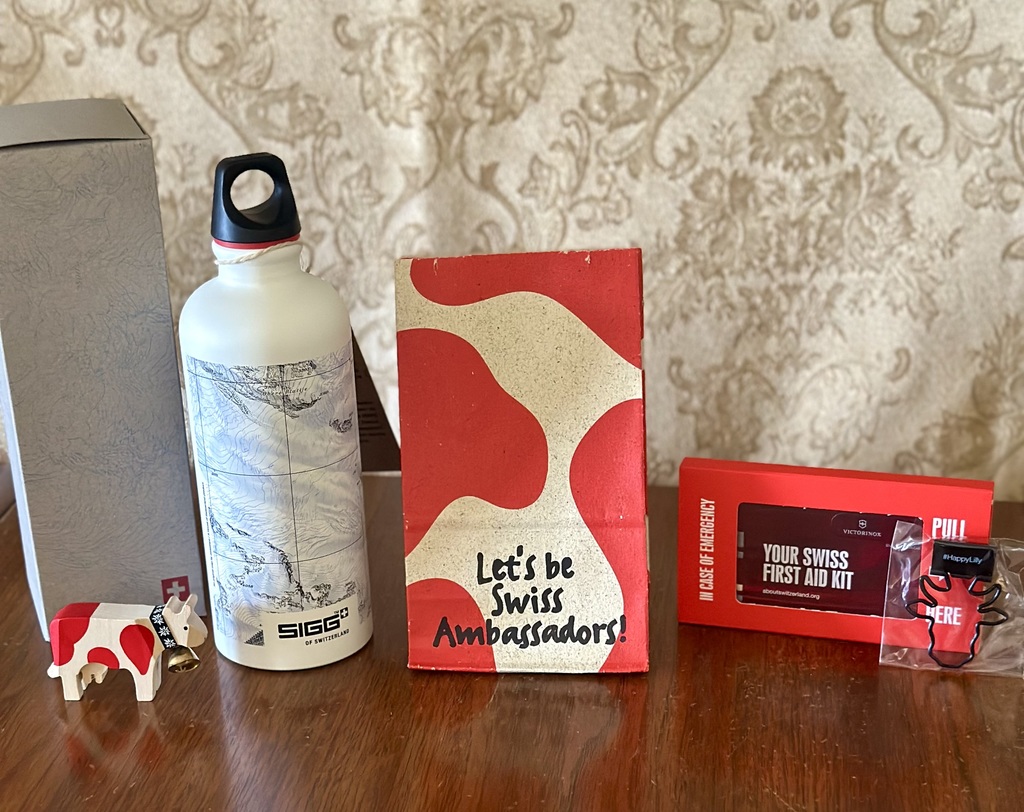 SIGG
OF SWITZERLAND
Let's be
Swiss
Ambassadors!
IN CASE OF EMERGENCY
VICTORINOX
YOUR SWISS
FIRST AID KIT
aboutswitzerland.org
PULL
HERE
#HappyLilly